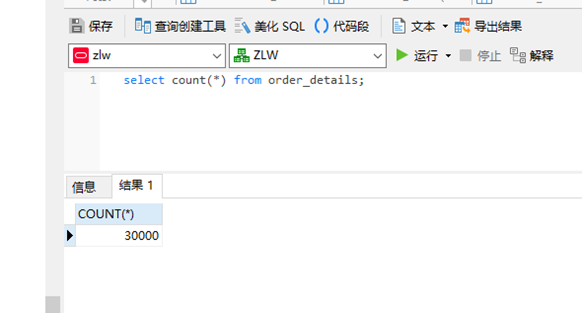 保存 查询创建工具 美化 SQL 代码段 文本 导出结果
zlw ZLW 运行 停止 解释
1 select count(*) from order_details;
信息 结果 1
COUNT(*)
30000